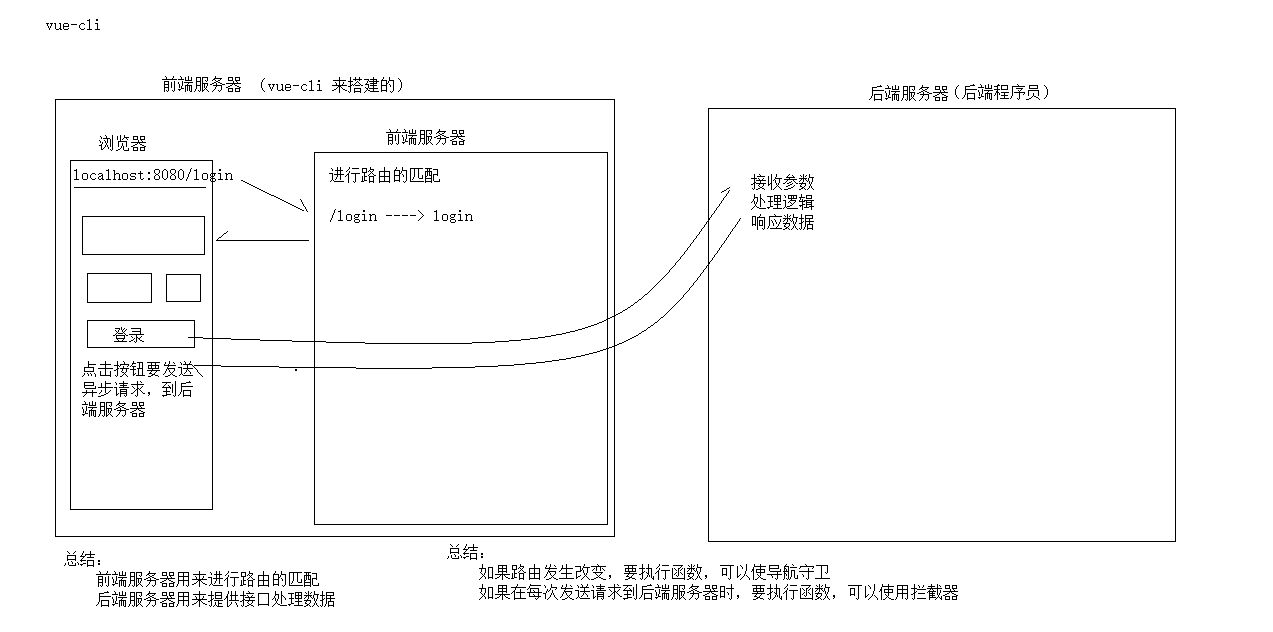 vue-cli
前端服务器 （vue-cli 来搭建的）
浏览器
localhost:8080/login
登录
点击按钮要发送
异步请求，到后
端服务器
前端服务器
进行路由的匹配
/login ----> login
后端服务器（后端程序员）
接收参数
处理逻辑
响应数据
总结：
前端服务器用来进行路由的匹配
后端服务器用来提供接口处理数据
总结：
如果路由发生改变，要执行函数，可以使导航守卫
如果在每次发送请求到后端服务器时，要执行函数，可以使用拦截器